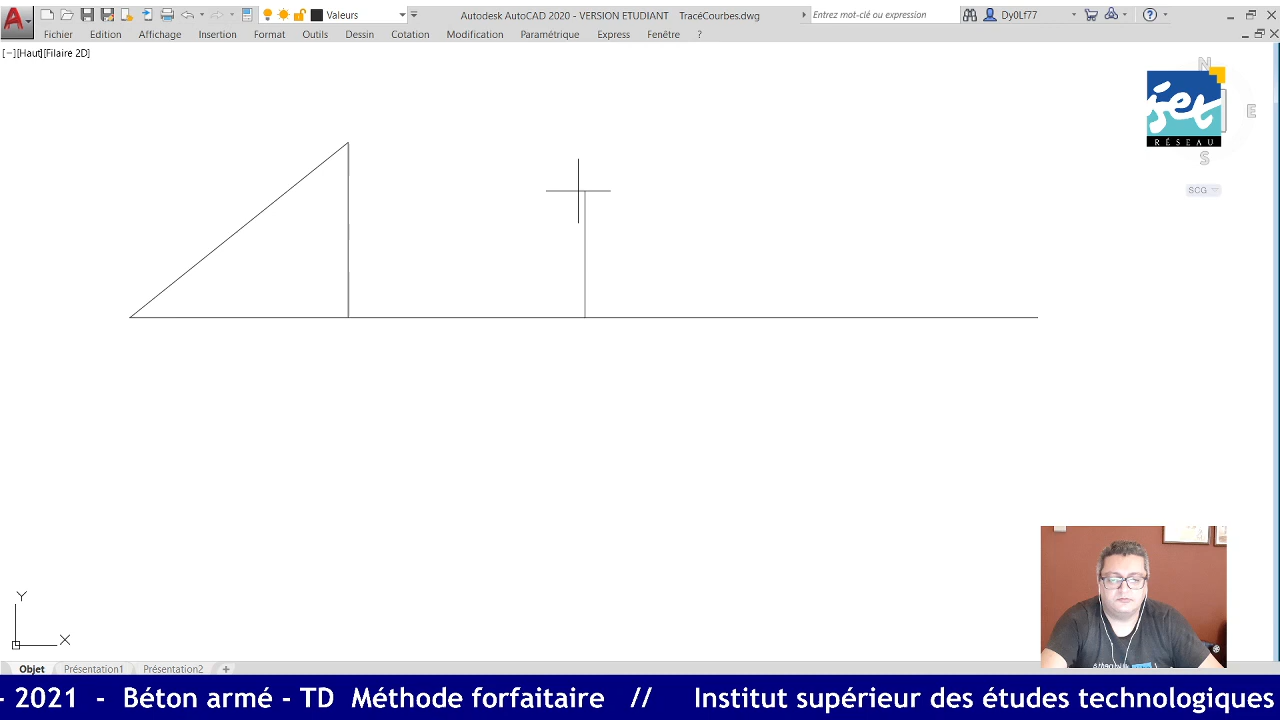 Valeurs
Autodesk AutoCAD 2020 - VERSION ETUDIANT TracéCourbes.dwg
Entrez mot-clé ou expression
Dy0Lf77
Fichier Edition Affichage Insertion Format Outils Dessin Cotation Modification Paramétrique Express Fenêtre ?
[−][Haut][Filaire 2D]
N
iset
E
RÉSEAU
S
SCG
Y
X
Objet Présentation1 Présentation2 +
- 2021 - Béton armé - TD Méthode forfaitaire // Institut supérieur des études technologiques